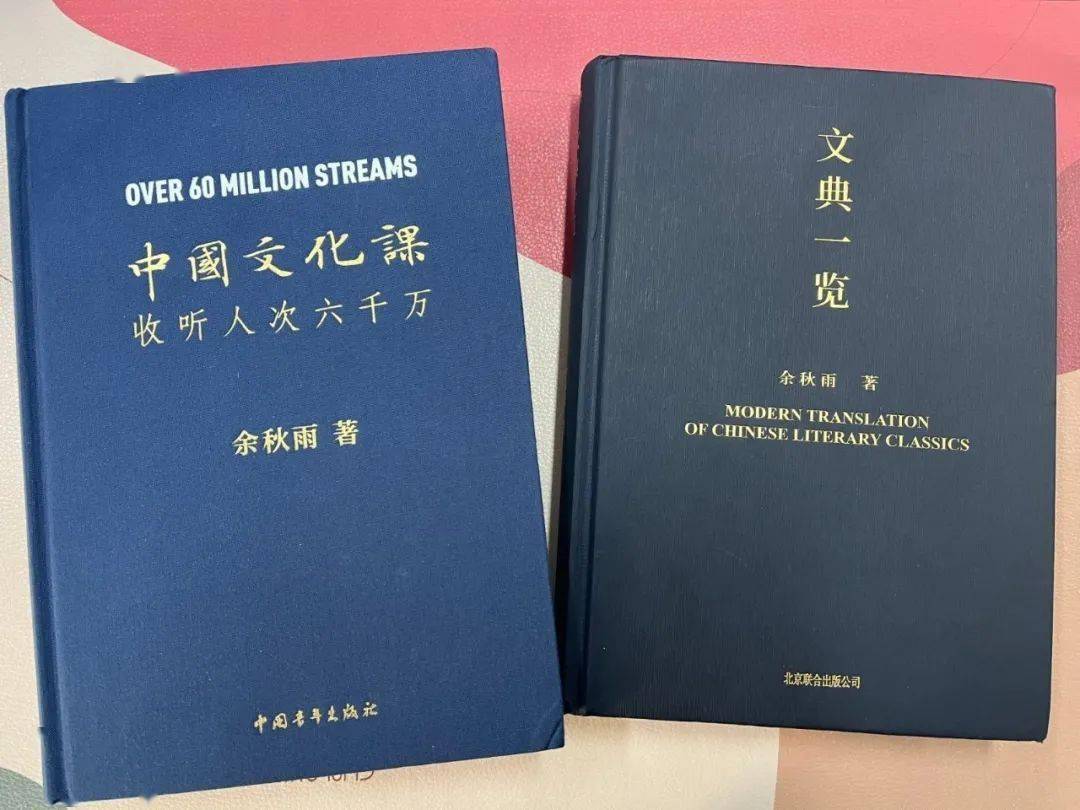 OVER 60 MILLION STREAMS
中國文化課
收听人次六千万
余秋雨 著
中国青年出版社
文典一览
余秋雨 著
MODERN TRANSLATION
OF CHINESE LITERARY CLASSICS
北京联合出版公司